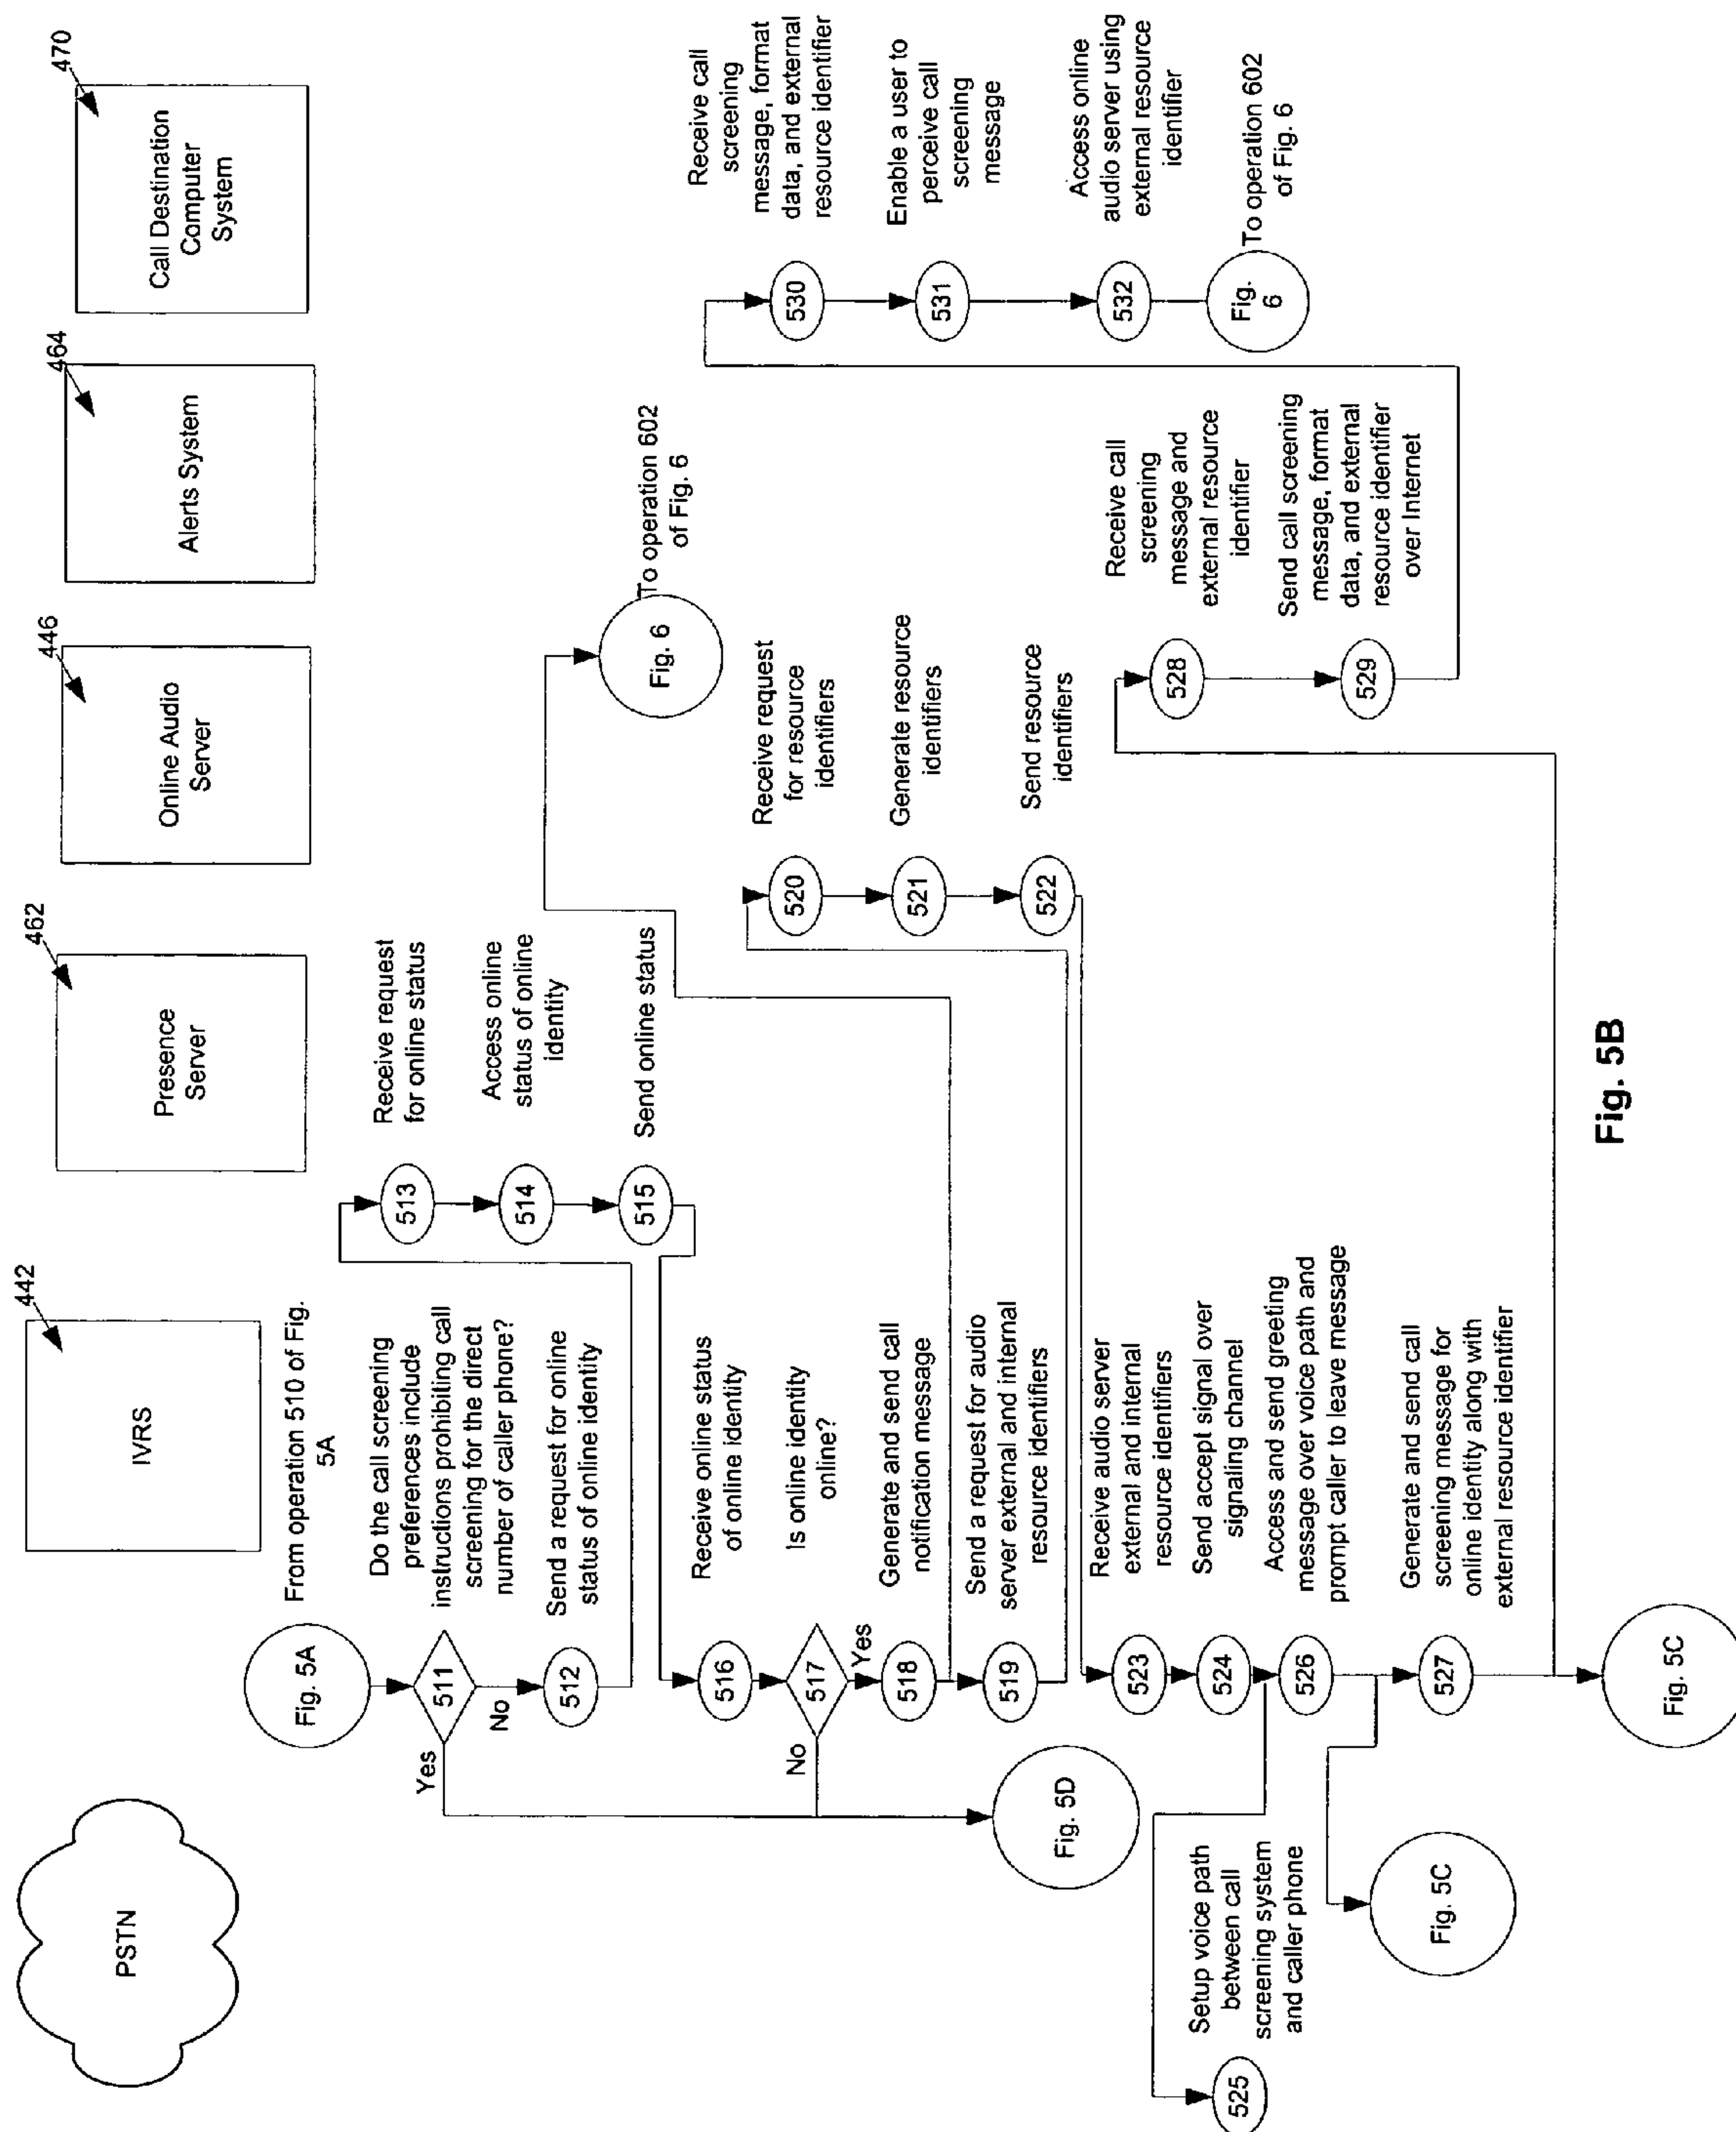 PSTN
442
IVRS
462
Presence
Server
446
Online Audio
Server
464
Alerts System
470
Call Destination
Computer
System
Fig. 5A
From operation 510 of Fig.
5A
511
Yes
No
Do the call screening
preferences include
instructions prohibiting call
screening for the direct
number of caller phone?
512
Send a request for online
status of online identity
513
Receive request
for online status
514
Access online
status of online
identity
515
Send online status
516
Receive online status
of online identity
517
No
Yes
Is online identity
online?
Fig. 5D
518
Generate and send call
notification message
Fig. 6
To operation 602
of Fig. 6
519
Send a request for audio
server external and internal
resource identifiers
520
Receive request
for resource
identifiers
521
Generate resource
identifiers
522
Send resource
identifiers
523
Receive audio server
external and internal
resource identifiers
524
Send accept signal over
signaling channel
525
Setup voice path
between call
screening system
and caller phone
526
Access and send greeting
message over voice path and
prompt caller to leave message
Fig. 5C
527
Generate and send call
screening message for
online identity along with
external resource identifier
Fig. 5C
528
Receive call
screening
message and
external resource
identifier
529
Send call screening
message, format
data, and external
resource identifier
over Internet
530
Receive call
screening
message, format
data, and external
resource identifier
531
Enable a user to
perceive call
screening
message
532
Access online
audio server using
external resource
identifier
Fig.
6
To operation 602
of Fig. 6
Fig. 5B